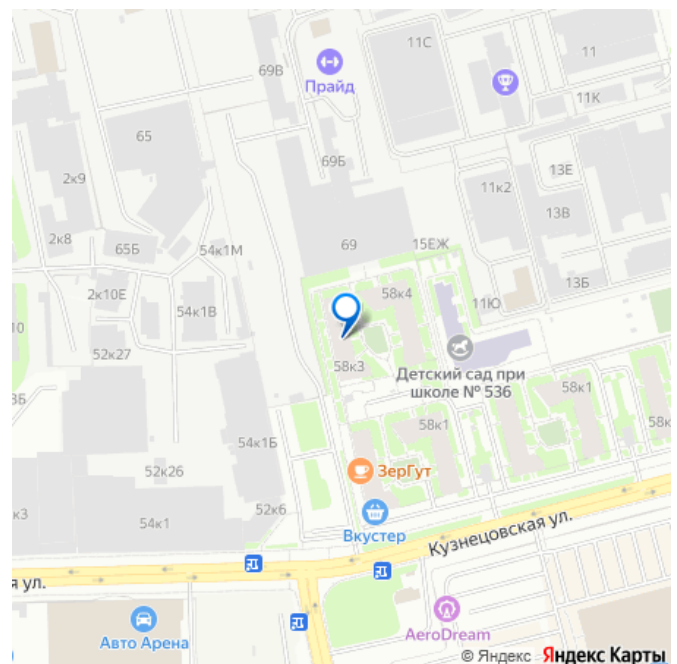 11С
69В
Прайд
11
11К
65
2к9
69Б
13Е
11к2
13В
2к8
65Б
54к1М
69
15ЕЖ
13Б
2к10Е
54к1В
58к4
11Ю
10
52к27
58к3
Детский сад при
школе № 536
3Б
58к1
58к1
58к
54к1Б
52к26
ЗерГут
к3
54к1
52к6
Вкустер
Кузнецовская ул.
я ул.
Авто Арена
AeroDream
© Яндекс Яндекс Карты